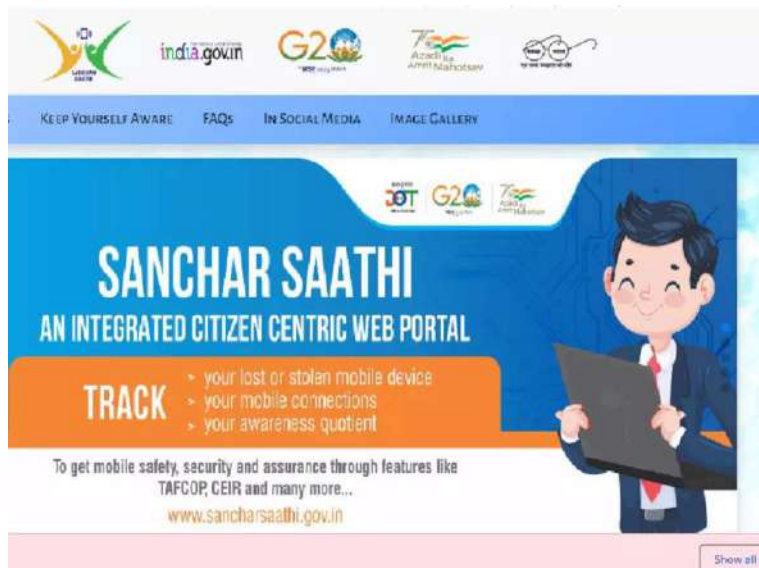 india.gov.in
G20
Azadi Ka
Amrit Mahotsav
KEEP YOURSELF AWARE
FAQs
IN SOCIAL MEDIA
IMAGE GALLERY
DOT
G20
SANCHAR SAATHI
AN INTEGRATED CITIZEN CENTRIC WEB PORTAL
TRACK
▸ your lost or stolen mobile device
▸ your mobile connections
▸ your awareness quotient
To get mobile safety, security and assurance through features like
TAFCOP, CEIR and many more...
www.sancharsaathi.gov.in
Show all